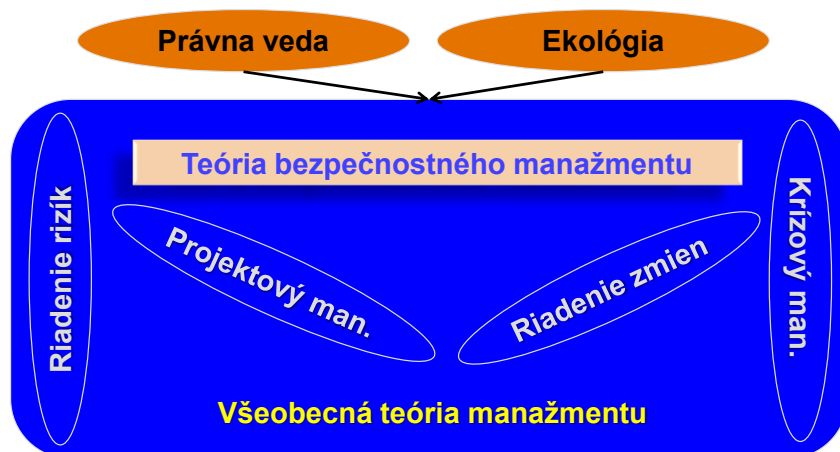 Právna veda
Ekológia
Teória bezpečnostného manažmentu
Riadenie rizík
Projektový man.
Riadenie zmien
Krízový man.
Všeobecná teória manažmentu